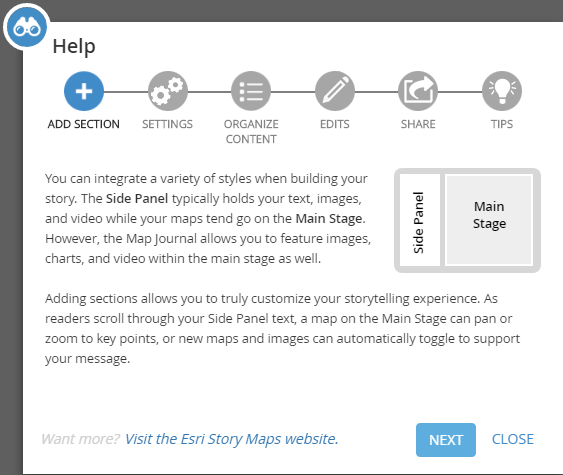 Help
ADD SECTION
SETTINGS
ORGANIZE
CONTENT
EDITS
SHARE
TIPS
You can integrate a variety of styles when building your
story. The Side Panel typically holds your text, images,
and video while your maps tend go on the Main Stage.
However, the Map Journal allows you to feature images,
charts, and video within the main stage as well.
Side Panel
Main
Stage
Adding sections allows you to truly customize your storytelling experience. As
readers scroll through your Side Panel text, a map on the Main Stage can pan or
zoom to key points, or new maps and images can automatically toggle to support
your message.
Want more? Visit the Esri Story Maps website.
NEXT
CLOSE